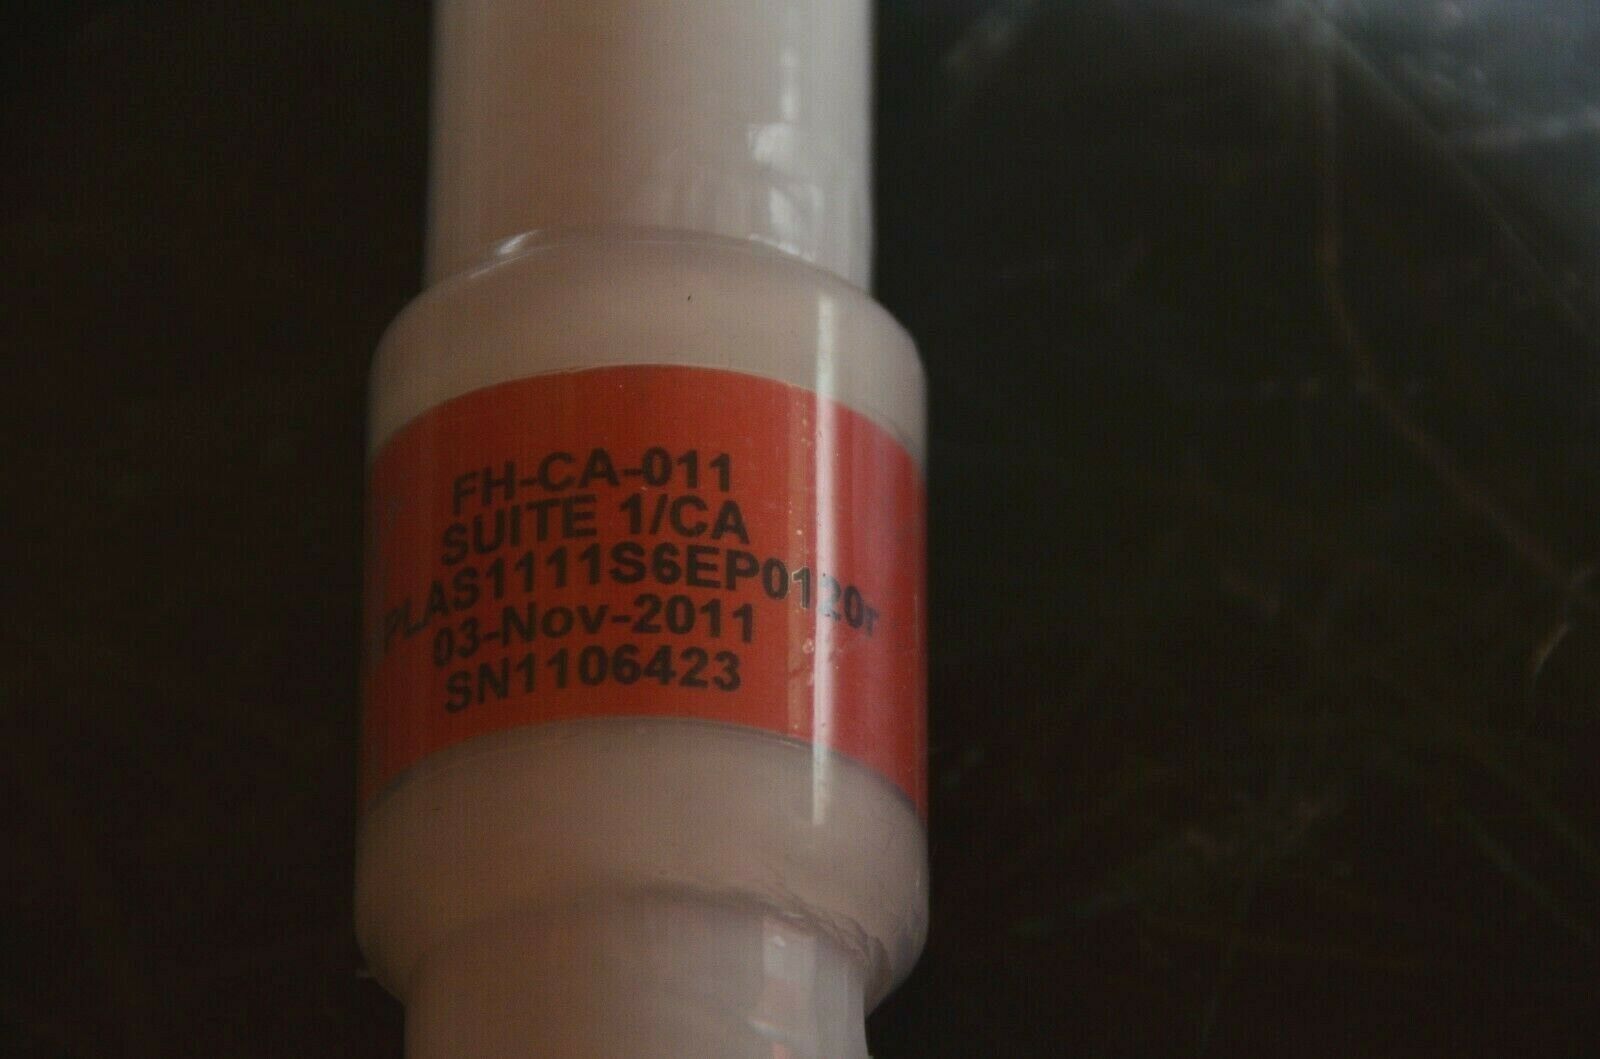 FH-CA-011
SUITE 1/CA
PLAS1111S6EP0120r
03-Nov-2011
SN1106423